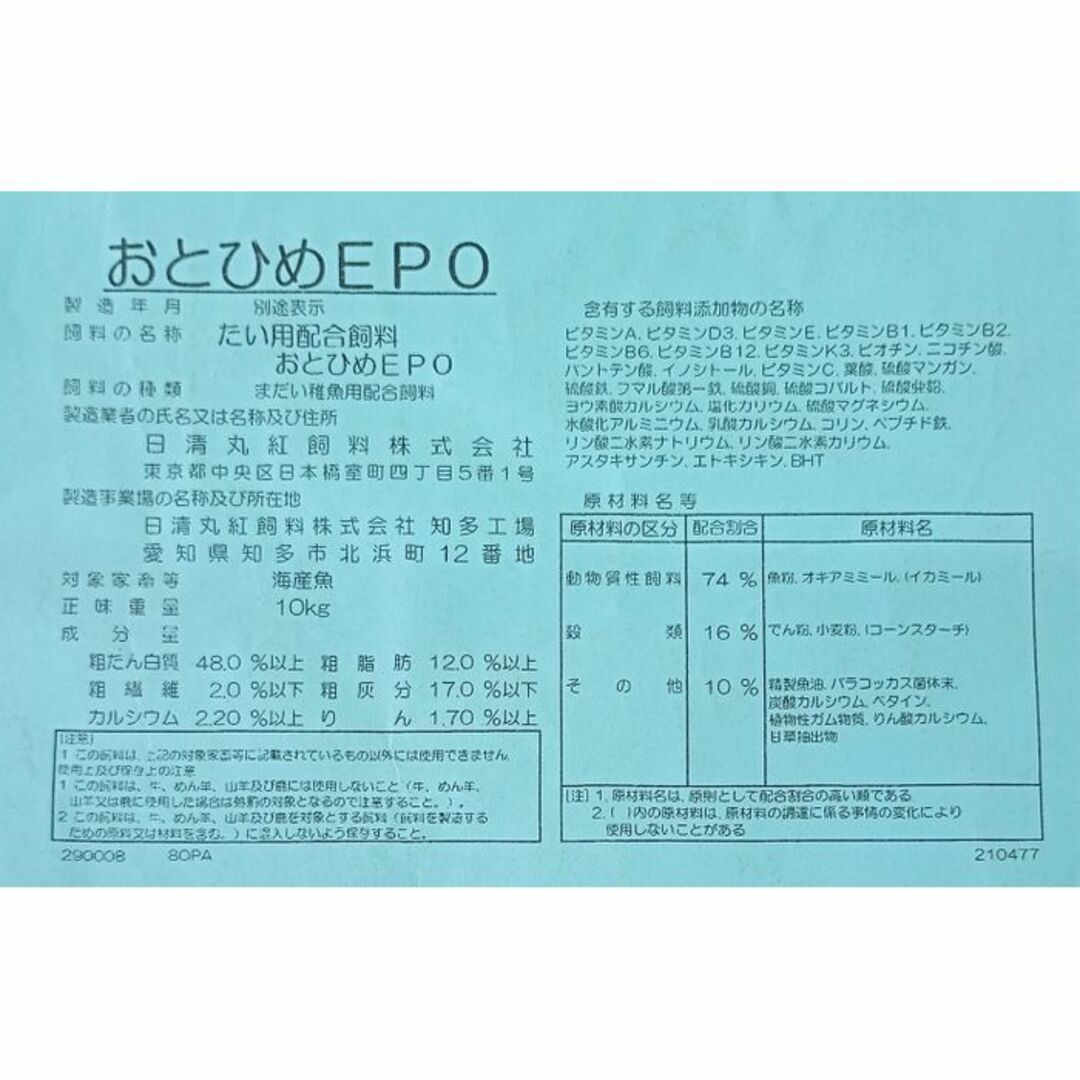 おとひめEPO
製造年月 別途表示
飼料の名称 たい用配合飼料
おとひめEPO
飼料の種類 まだい稚魚用配合飼料
製造業者の氏名又は名称及び住所
日清丸紅飼料株式会社
東京都中央区日本橋室町四丁目5番1号
製造事業場の名称及び所在地
日清丸紅飼料株式会社 知多工場
愛知県知多市北浜町12番地
対象家畜等 海産魚
正味重量 10kg
成分量
粗たん白質 48.0 %以上 粗脂肪 12.0 %以上
粗繊維 2.0 %以下 粗灰分 17.0 %以下
カルシウム 2.20 %以上 りん 1.70 %以上
[注意]
1 この飼料は、上記の対象家畜等に記載されているもの以外には使用できません。
使用上及び保存上の注意
1 この飼料は、牛、めん羊、山羊及び鹿には使用しないこと(牛、めん羊、
山羊又は鹿に使用した場合は処罰の対象となるので注意すること。)。
2 この飼料は、牛、めん羊、山羊及び鹿を対象とする飼料(飼料を製造する
ための原料又は材料を含む。)に混入しないよう保存すること。
290008 80PA
含有する飼料添加物の名称
ビタミンA, ビタミンD3, ビタミンE, ビタミンB1, ビタミンB2,
ビタミンB6, ビタミンB12, ビタミンK3, ビオチン, ニコチン酸,
パントテン酸, イノシトール, ビタミンC, 葉酸, 硫酸マンガン,
硫酸鉄, フマル酸第一鉄, 硫酸銅, 硫酸コバルト, 硫酸亜鉛,
ヨウ素酸カルシウム, 塩化カリウム, 硫酸マグネシウム,
水酸化アルミニウム, 乳酸カルシウム, コリン, ペプチド鉄,
リン酸二水素ナトリウム, リン酸二水素カリウム,
アスタキサンチン, エトキシキン, BHT
原材料名等
原材料の区分 配合割合 原材料名
動物質性飼料 74 % 魚粉, オキアミミール, (イカミール)
穀類 16 % でん粉, 小麦粉, (コーンスターチ)
その他 10 % 精製魚油, パラコッカス菌体末,
炭酸カルシウム, ベタイン,
植物性ガム物質, りん酸カルシウム,
甘草抽出物
[注] 1. 原材料名は、原則として配合割合の高い順である
2. ( )内の原材料は、原材料の調達に係る事情の変化により
使用しないことがある
210477